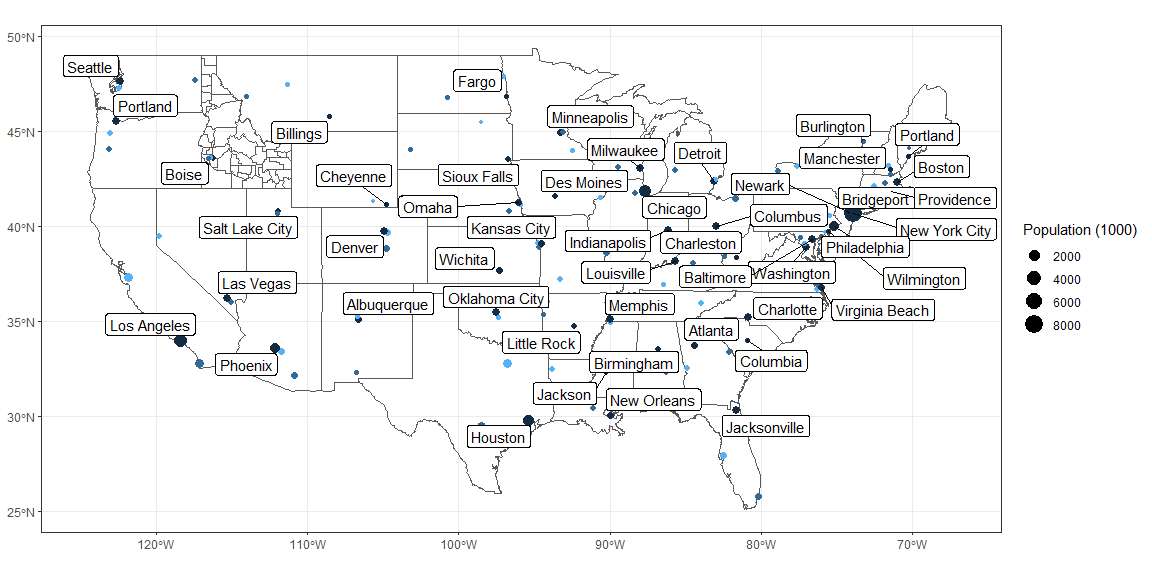 50°N
45°N
40°N
35°N
30°N
25°N
Seattle
Portland
Fargo
Minneapolis
Billings
Milwaukee
Burlington
Portland
Boise
Cheyenne
Sioux Falls
Des Moines
Detroit
Manchester
Boston
Newark
Omaha
Chicago
Bridgeport
Providence
Salt Lake City
Kansas City
Columbus
New York City
Denver
Indianapolis
Charleston
Philadelphia
Wichita
Louisville
Baltimore
Washington
Wilmington
Las Vegas
Albuquerque
Oklahoma City
Memphis
Charlotte
Virginia Beach
Los Angeles
Little Rock
Atlanta
Phoenix
Birmingham
Columbia
Jackson
New Orleans
Houston
Jacksonville
120°W
110°W
100°W
90°W
80°W
70°W
Population (1000)
2000
4000
6000
8000